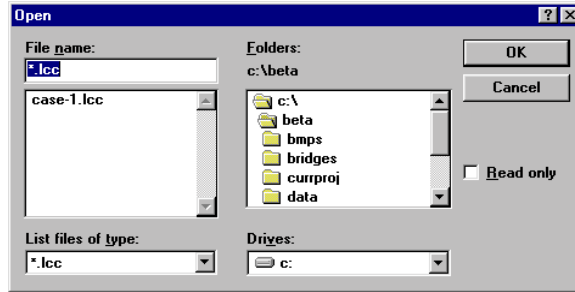 Open
File name:
*.lcc
case-1.lcc
List files of type:
*.lcc
Folders:
c:\beta
c:\
beta
bmps
bridges
currproj
data
Drives:
c:
OK
Cancel
Read only